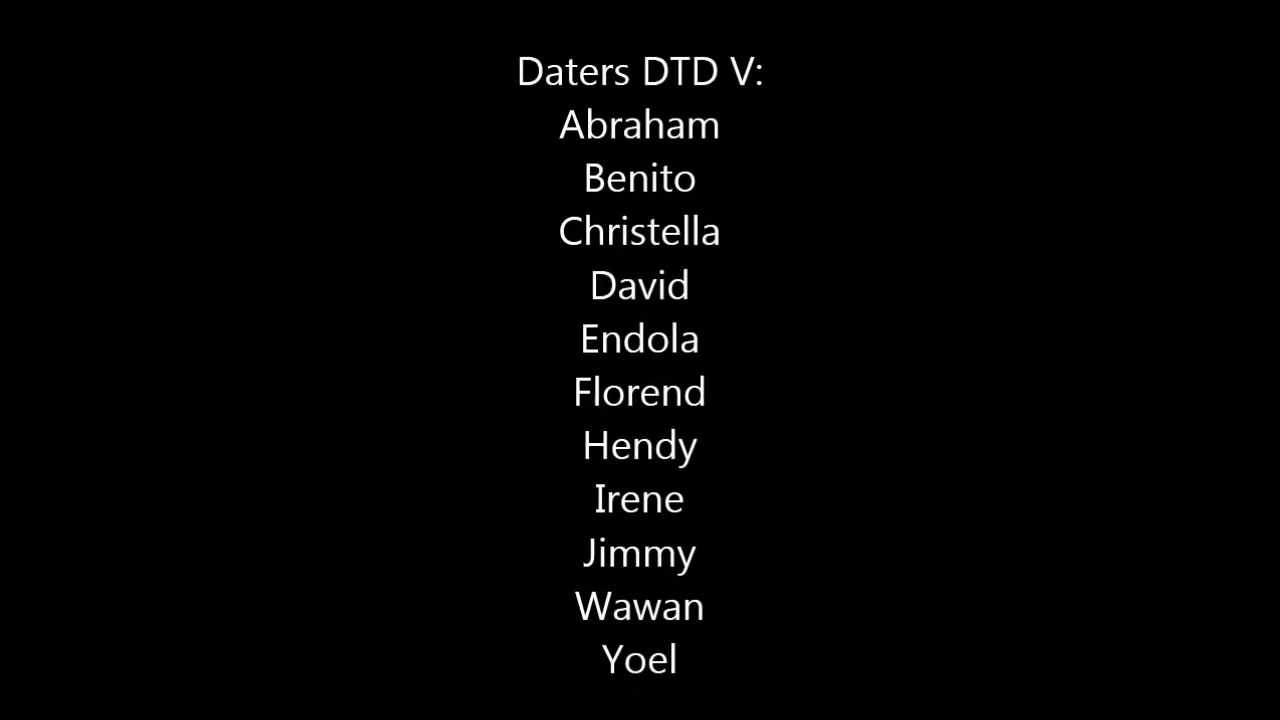 Daters DTD V:
Abraham
Benito
Christella
David
Endola
Florend
Hendy
Irene
Jimmy
Wawan
Yoel